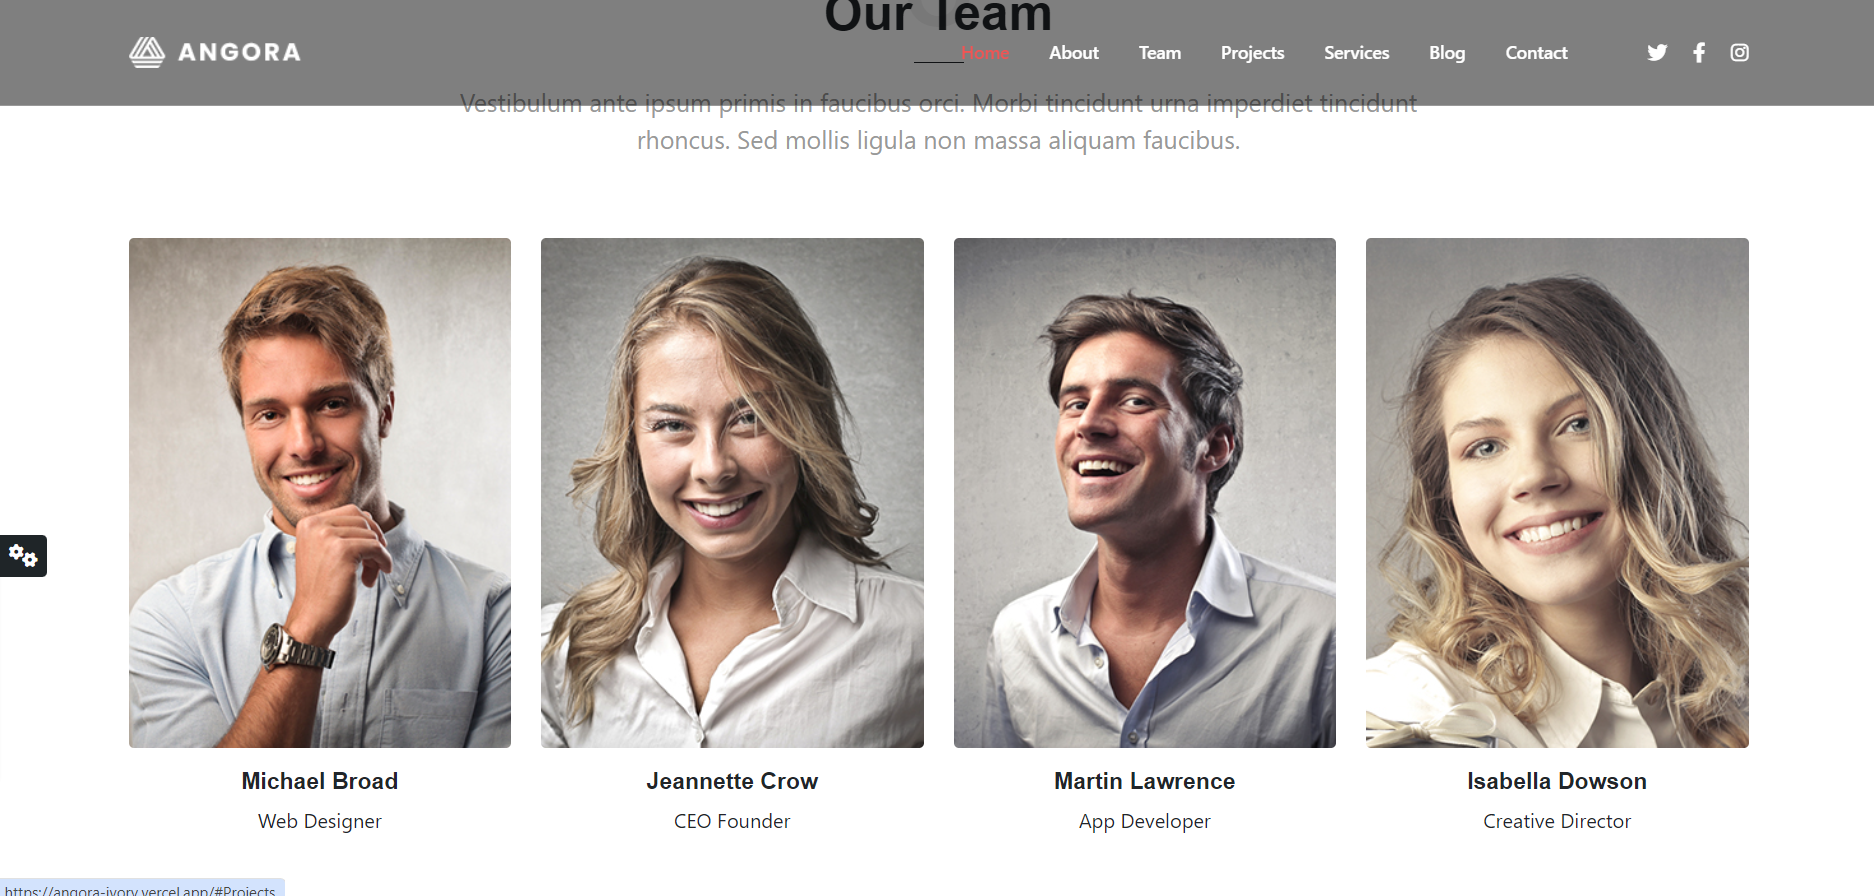 Our Team
ANGORA
Home About Team Projects Services Blog Contact
Vestibulum ante ipsum primis in faucibus orci. Morbi tincidunt urna imperdiet tincidunt
rhoncus. Sed mollis ligula non massa aliquam faucibus.
Michael Broad
Web Designer
Jeannette Crow
CEO Founder
Martin Lawrence
App Developer
Isabella Dowson
Creative Director
https://angora-ivory.vercel.app/#Projects